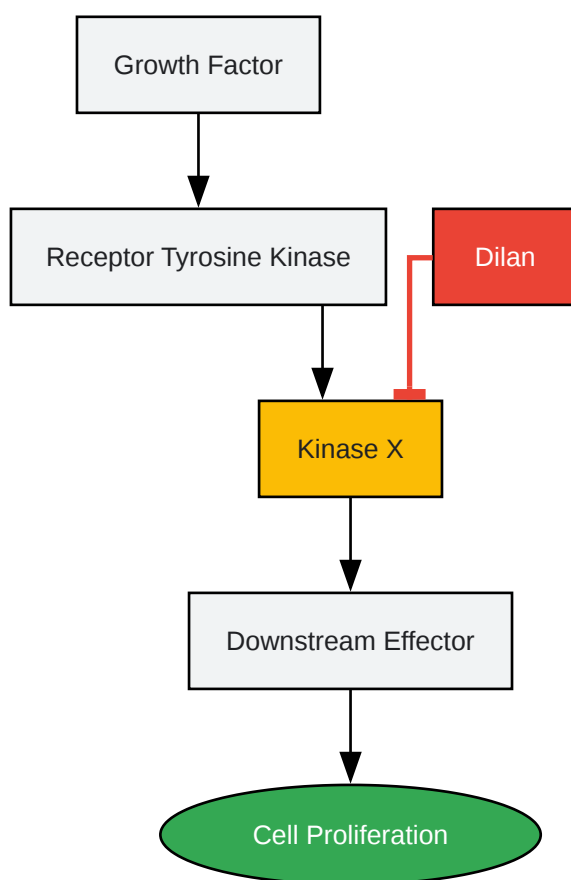 Growth Factor
Receptor Tyrosine Kinase
Dilan
Kinase X
Downstream Effector
Cell Proliferation